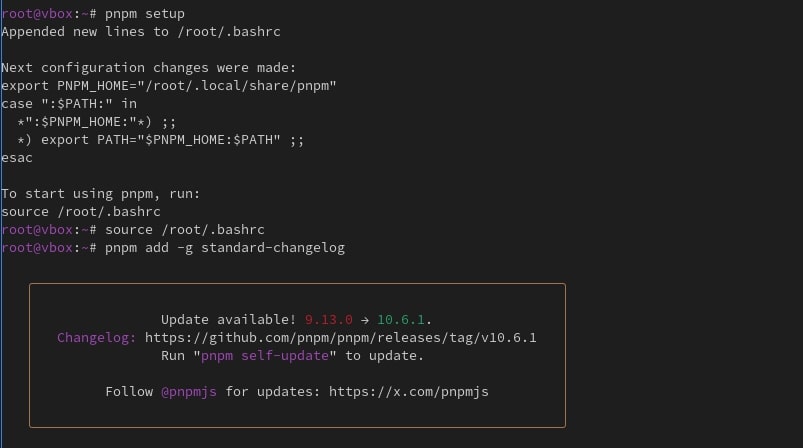 root@vbox:~# pnpm setup
Appended new lines to /root/.bashrc
Next configuration changes were made:
export PNPM_HOME="/root/.local/share/pnpm"
case ":$PATH:" in
  *":$PNPM_HOME:"*) ;;
  *) export PATH="$PNPM_HOME:$PATH" ;;
esac
To start using pnpm, run:
source /root/.bashrc
root@vbox:~# source /root/.bashrc
root@vbox:~# pnpm add -g standard-changelog
Update available! 9.13.0 → 10.6.1.
Changelog: https://github.com/pnpm/pnpm/releases/tag/v10.6.1
Run "pnpm self-update" to update.
Follow @pnpmjs for updates: https://x.com/pnpmjs